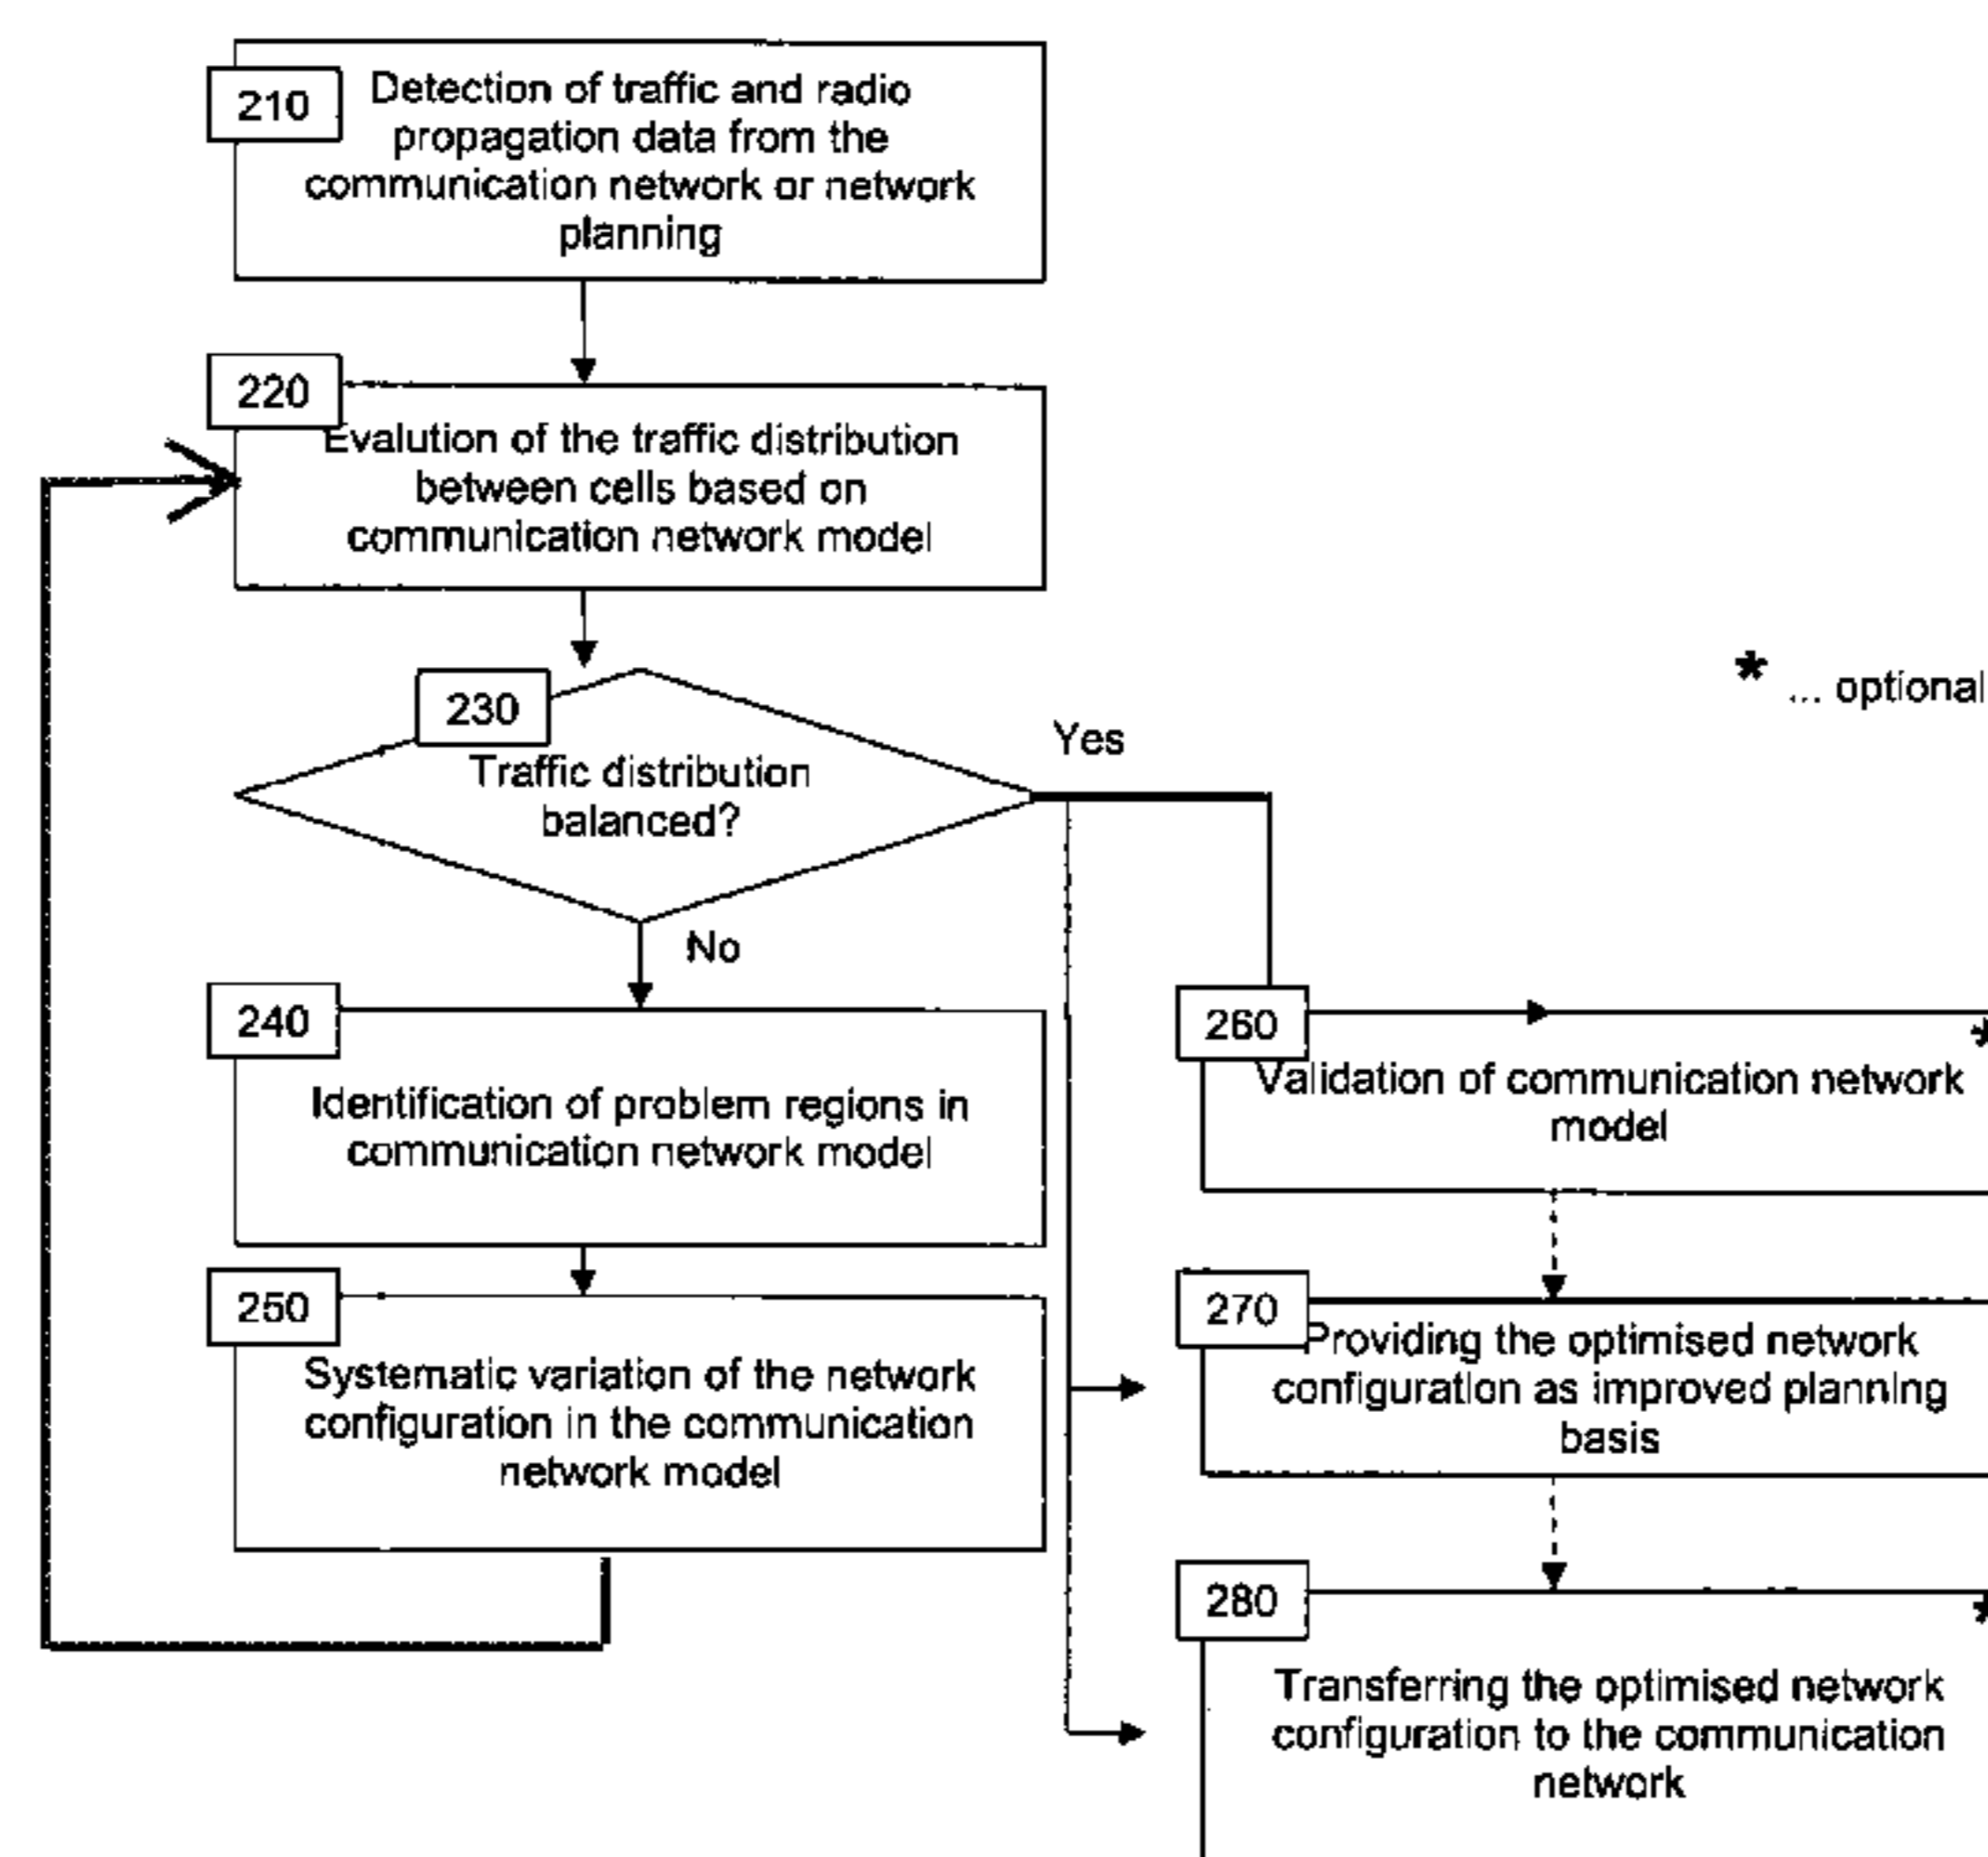 210
Detection of traffic and radio
propagation data from the
communication network or network
planning
220
Evalution of the traffic distribution
between cells based on
communication network model
* ... optional
230
Yes
Traffic distribution
balanced?
No
240
Identification of problem regions in
communication network model
250
Systematic variation of the network
configuration in the communication
network model
260
*
Validation of communication network
model
270
Providing the optimised network
configuration as improved planning
basis
280
*
Transferring the optimised network
configuration to the communication
network